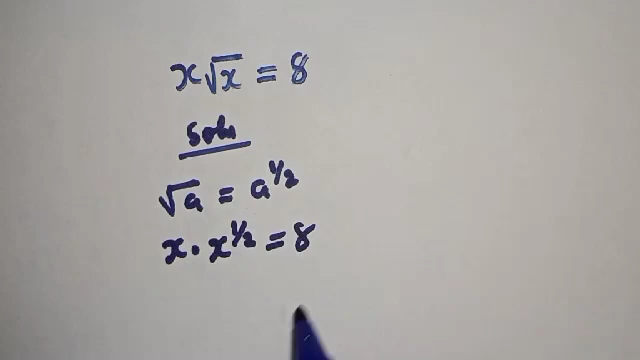 x√x = 8
Soln
√a = a^1/2
x · x^1/2 = 8